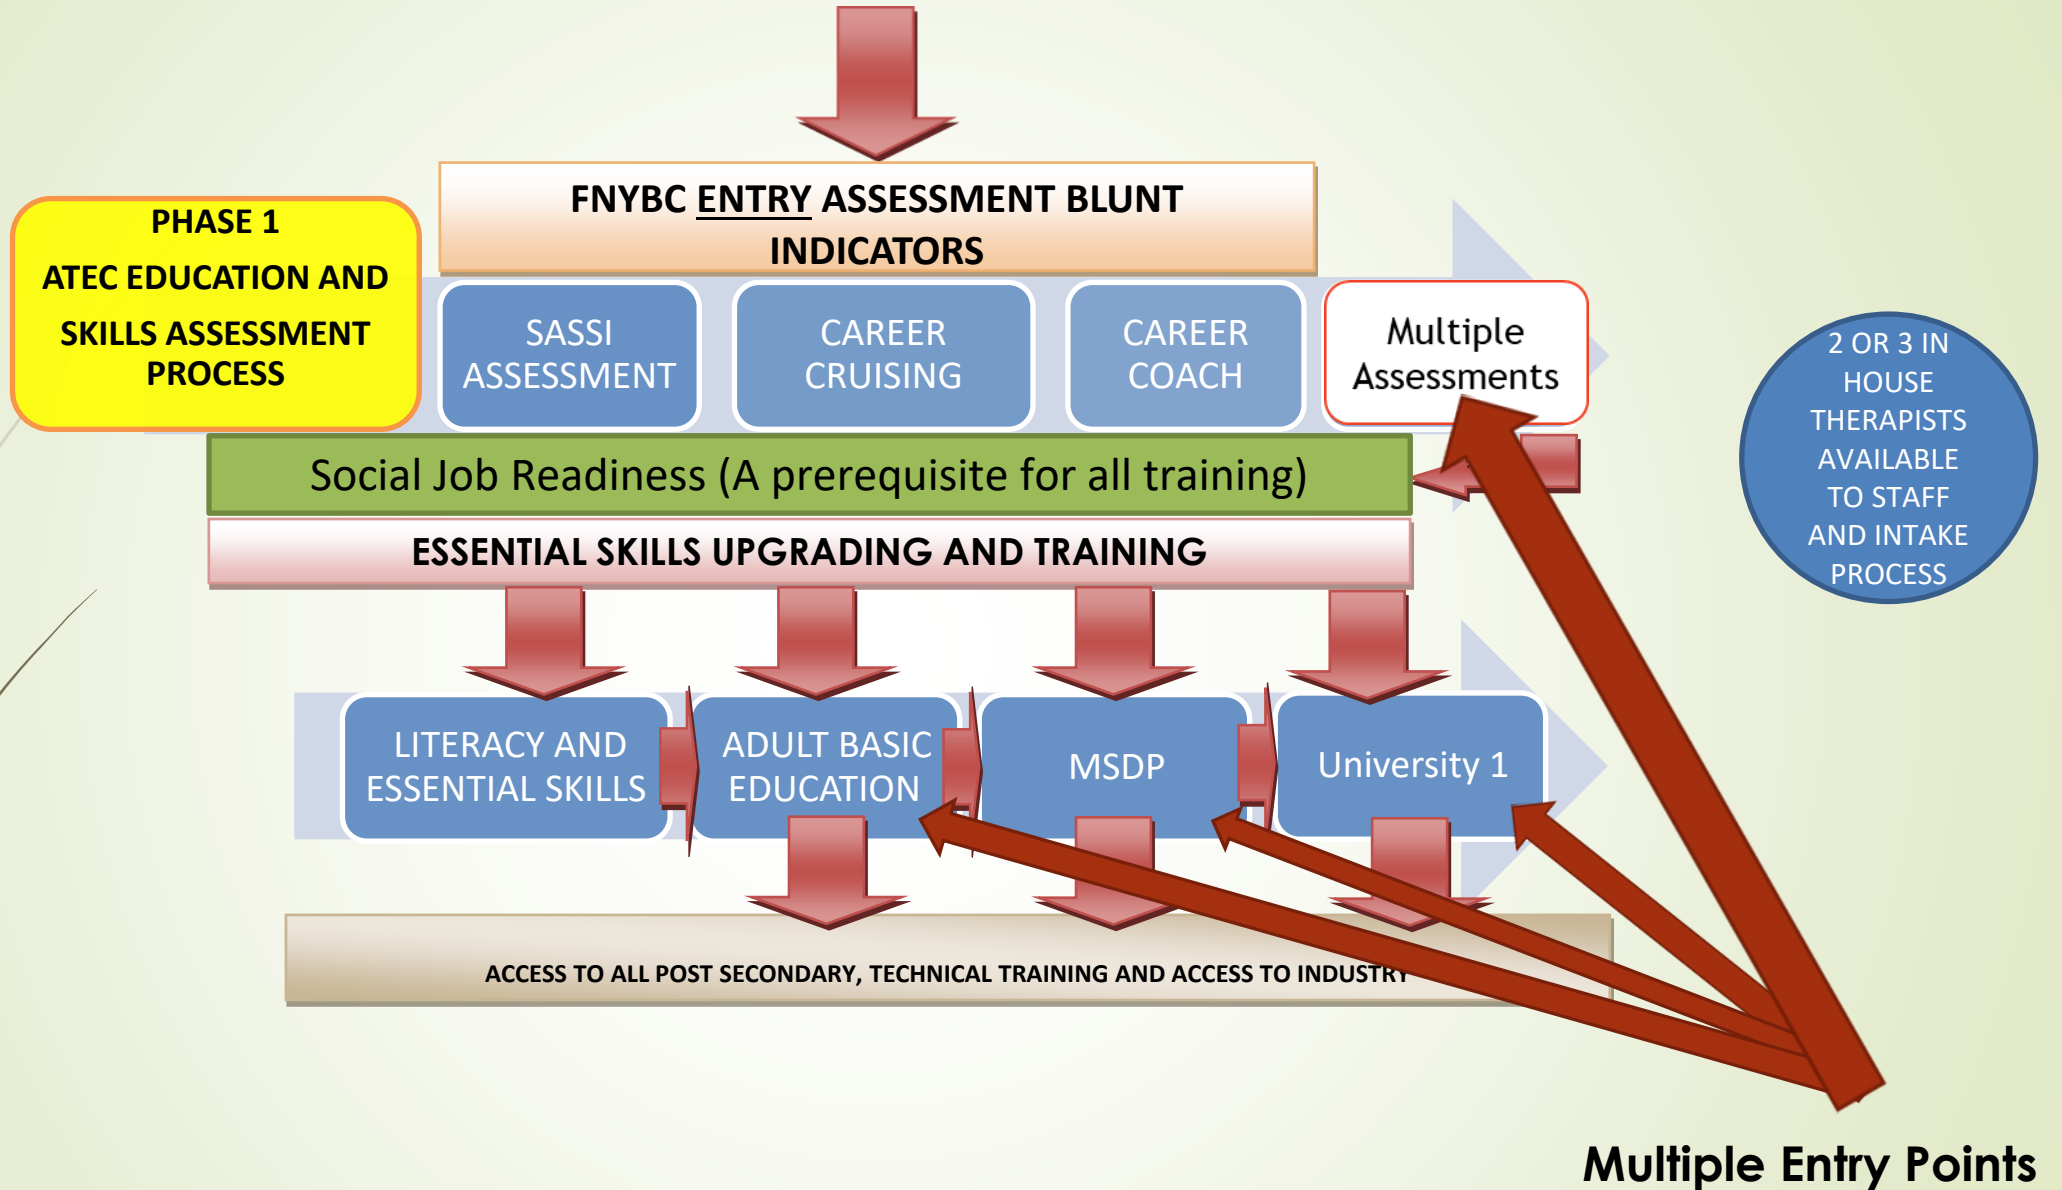 FNYBC ENTRY ASSESSMENT BLUNT
INDICATORS
PHASE 1
ATEC EDUCATION AND
SKILLS ASSESSMENT
PROCESS
SASSI
ASSESSMENT
CAREER
CRUISING
CAREER
COACH
Multiple
Assessments
2 OR 3 IN
HOUSE
THERAPISTS
AVAILABLE
TO STAFF
AND INTAKE
PROCESS
Social Job Readiness (A prerequisite for all training)
ESSENTIAL SKILLS UPGRADING AND TRAINING
LITERACY AND
ESSENTIAL SKILLS
ADULT BASIC
EDUCATION
MSDP
University 1
ACCESS TO ALL POST SECONDARY, TECHNICAL TRAINING AND ACCESS TO INDUSTRY
Multiple Entry Points